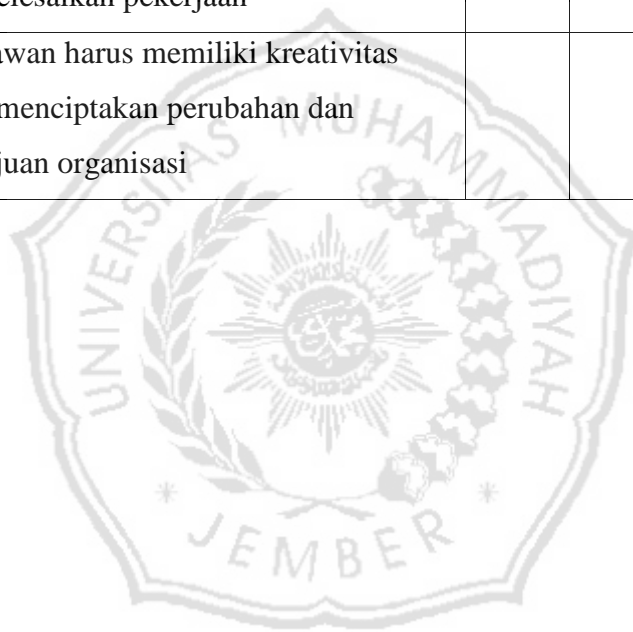 elesaikan pekerjaan
awan harus memiliki kreativitas
menciptakan perubahan dan
juan organisasi
UNIVERSITAS MUHAMMADIYAH
JEMBER